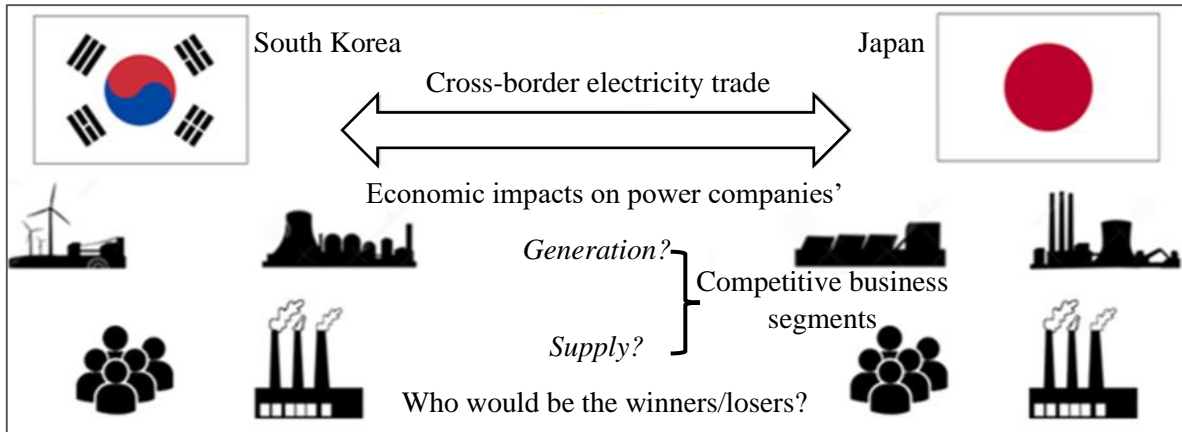 South Korea
Japan
Cross-border electricity trade
Economic impacts on power companies’
Generation?
Competitive business
segments
Supply?
Who would be the winners/losers?